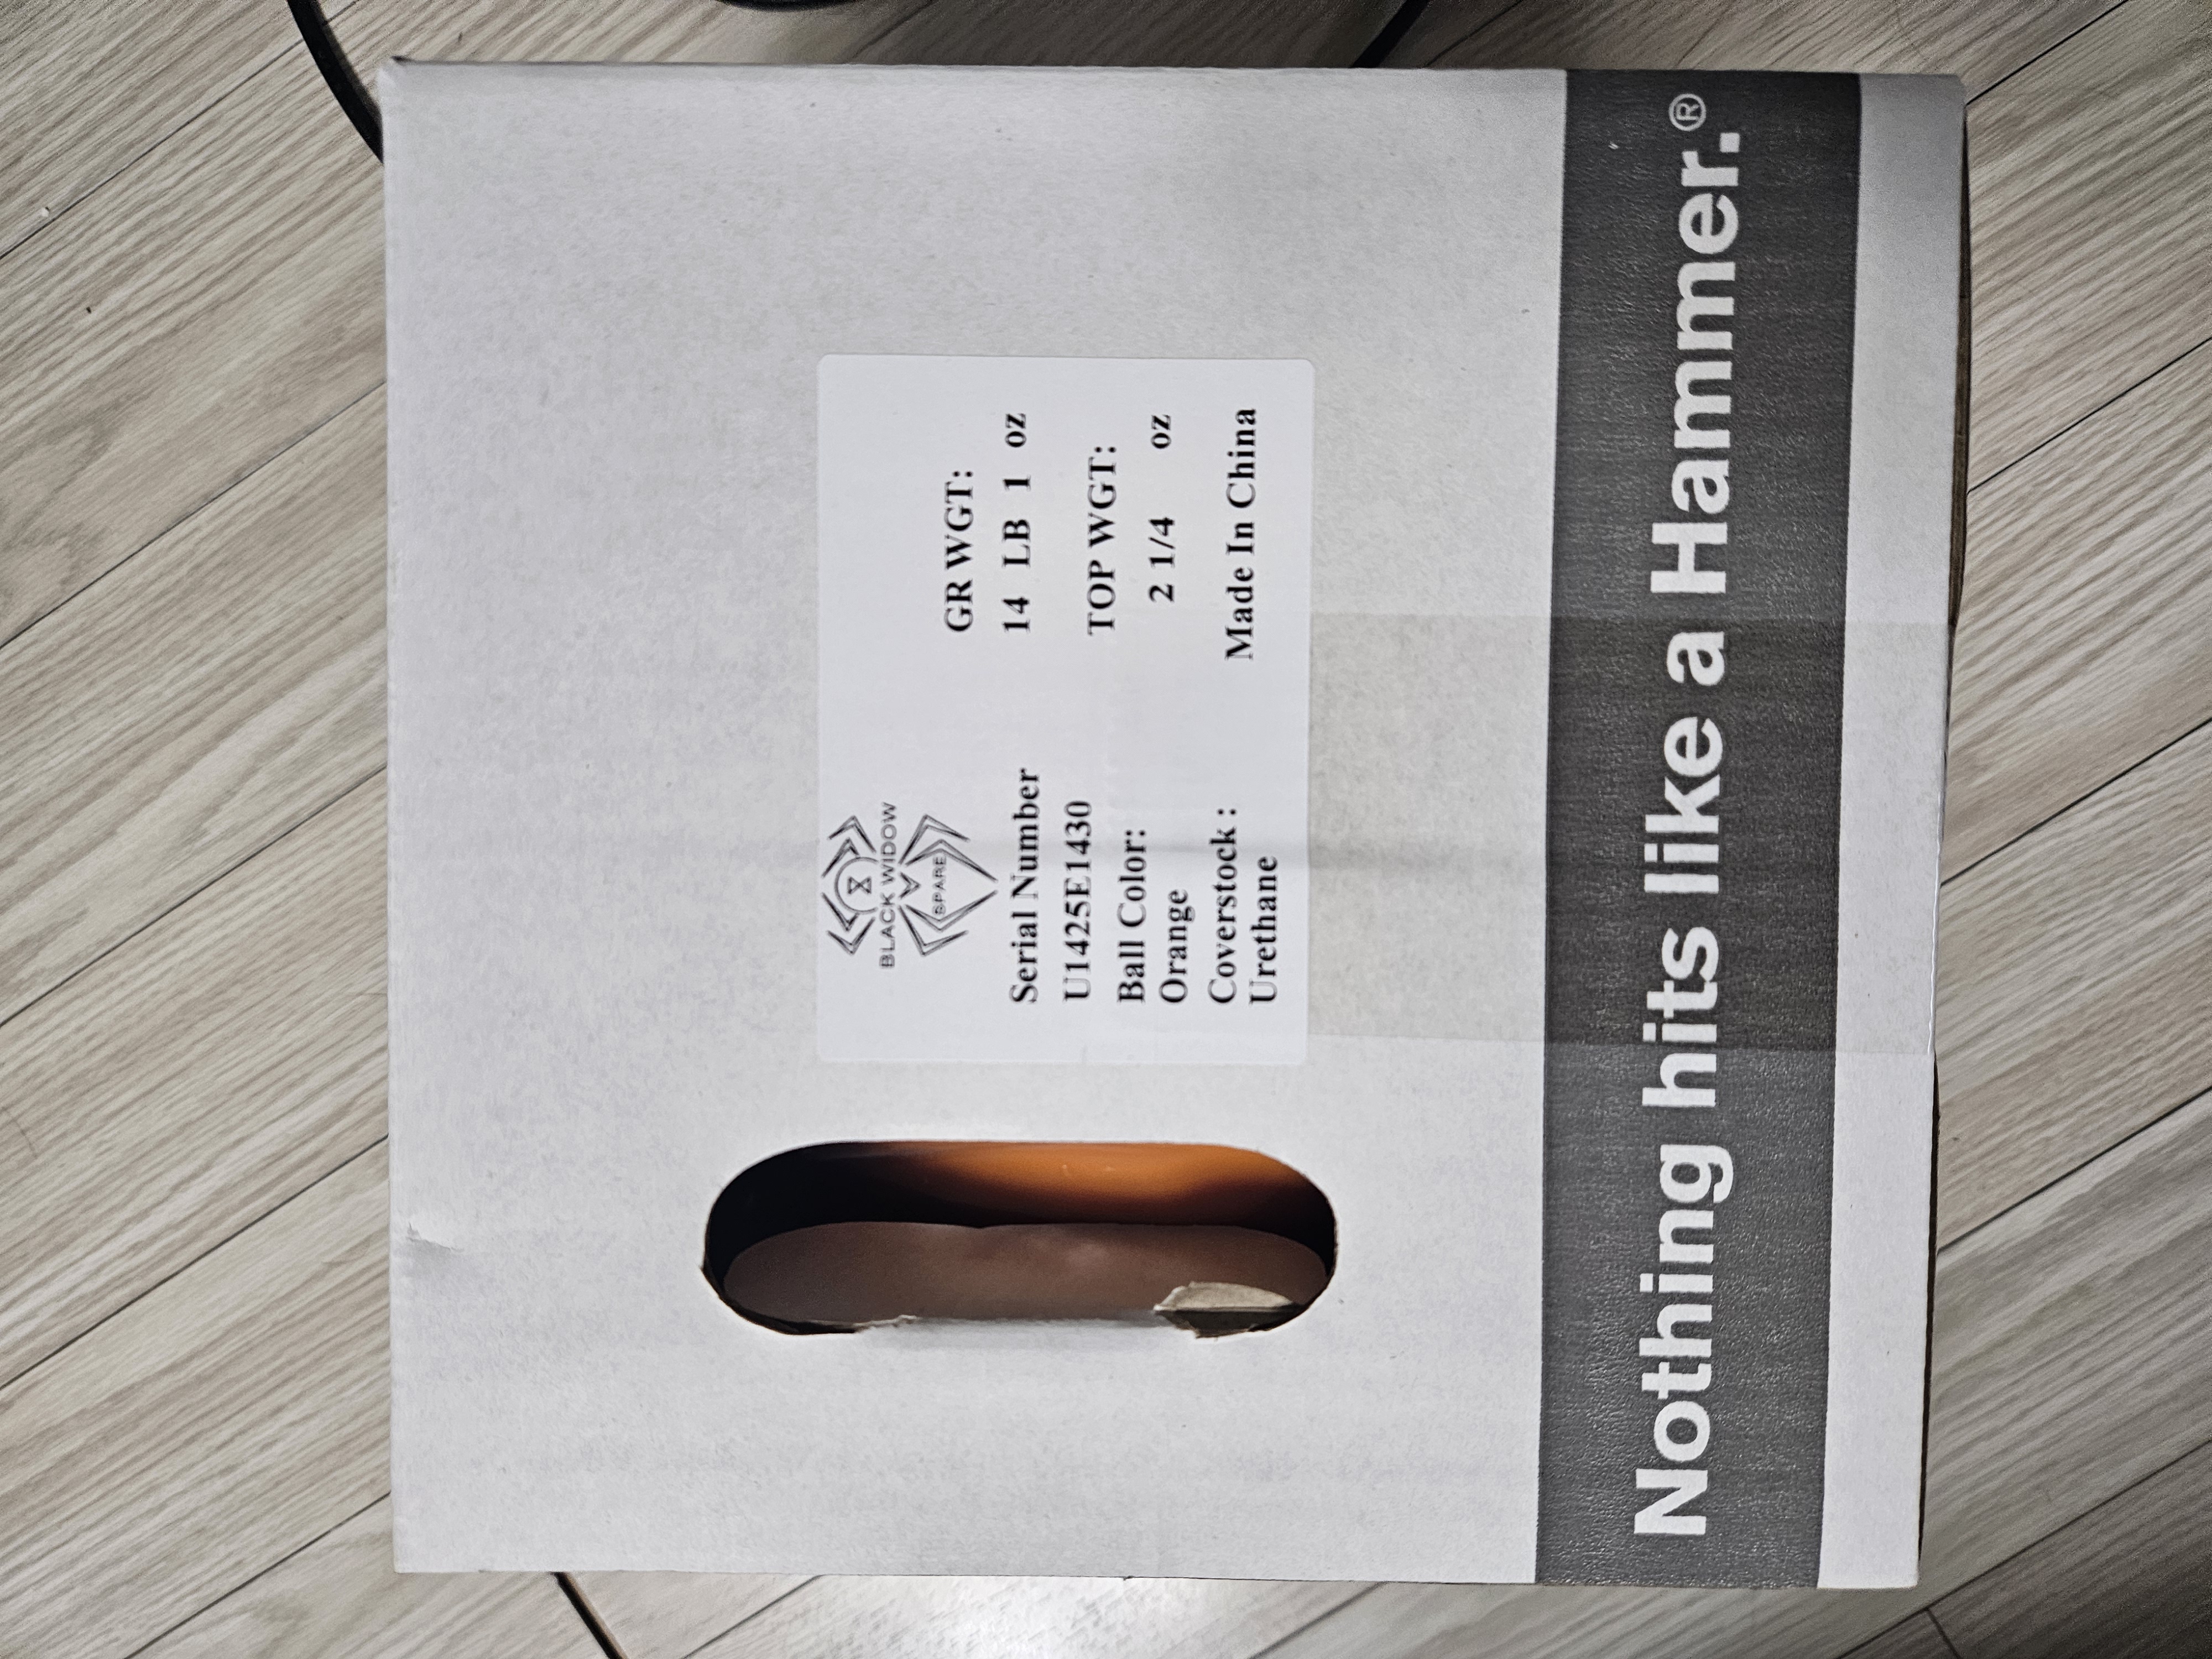 BLACK WIDOW
SPARE
Serial Number
U1425E1430
Ball Color:
Orange
Coverstock :
Urethane
GR WGT:
14 LB 1 oz
TOP WGT:
2 1/4 oz
Made In China
Nothing hits like a Hammer.®